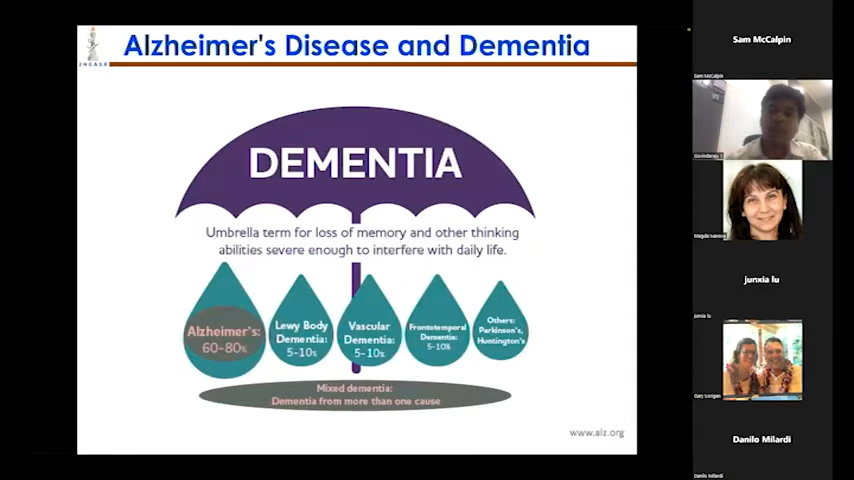 Alzheimer's Disease and Dementia
JNCASR
DEMENTIA
Umbrella term for loss of memory and other thinking
abilities severe enough to interfere with daily life.
Alzheimer's:
60-80%
Lewy Body
Dementia:
5-10%
Vascular
Dementia:
5-10%
Frontotemporal
Dementia:
5-10%
Others:
Parkinson's,
Huntington's
Mixed dementia:
Dementia from more than one cause
www.alz.org
Sam McCalpin
Sam McCalpin
junxia lu
junxia lu
Danilo Milardi
Danilo Milardi